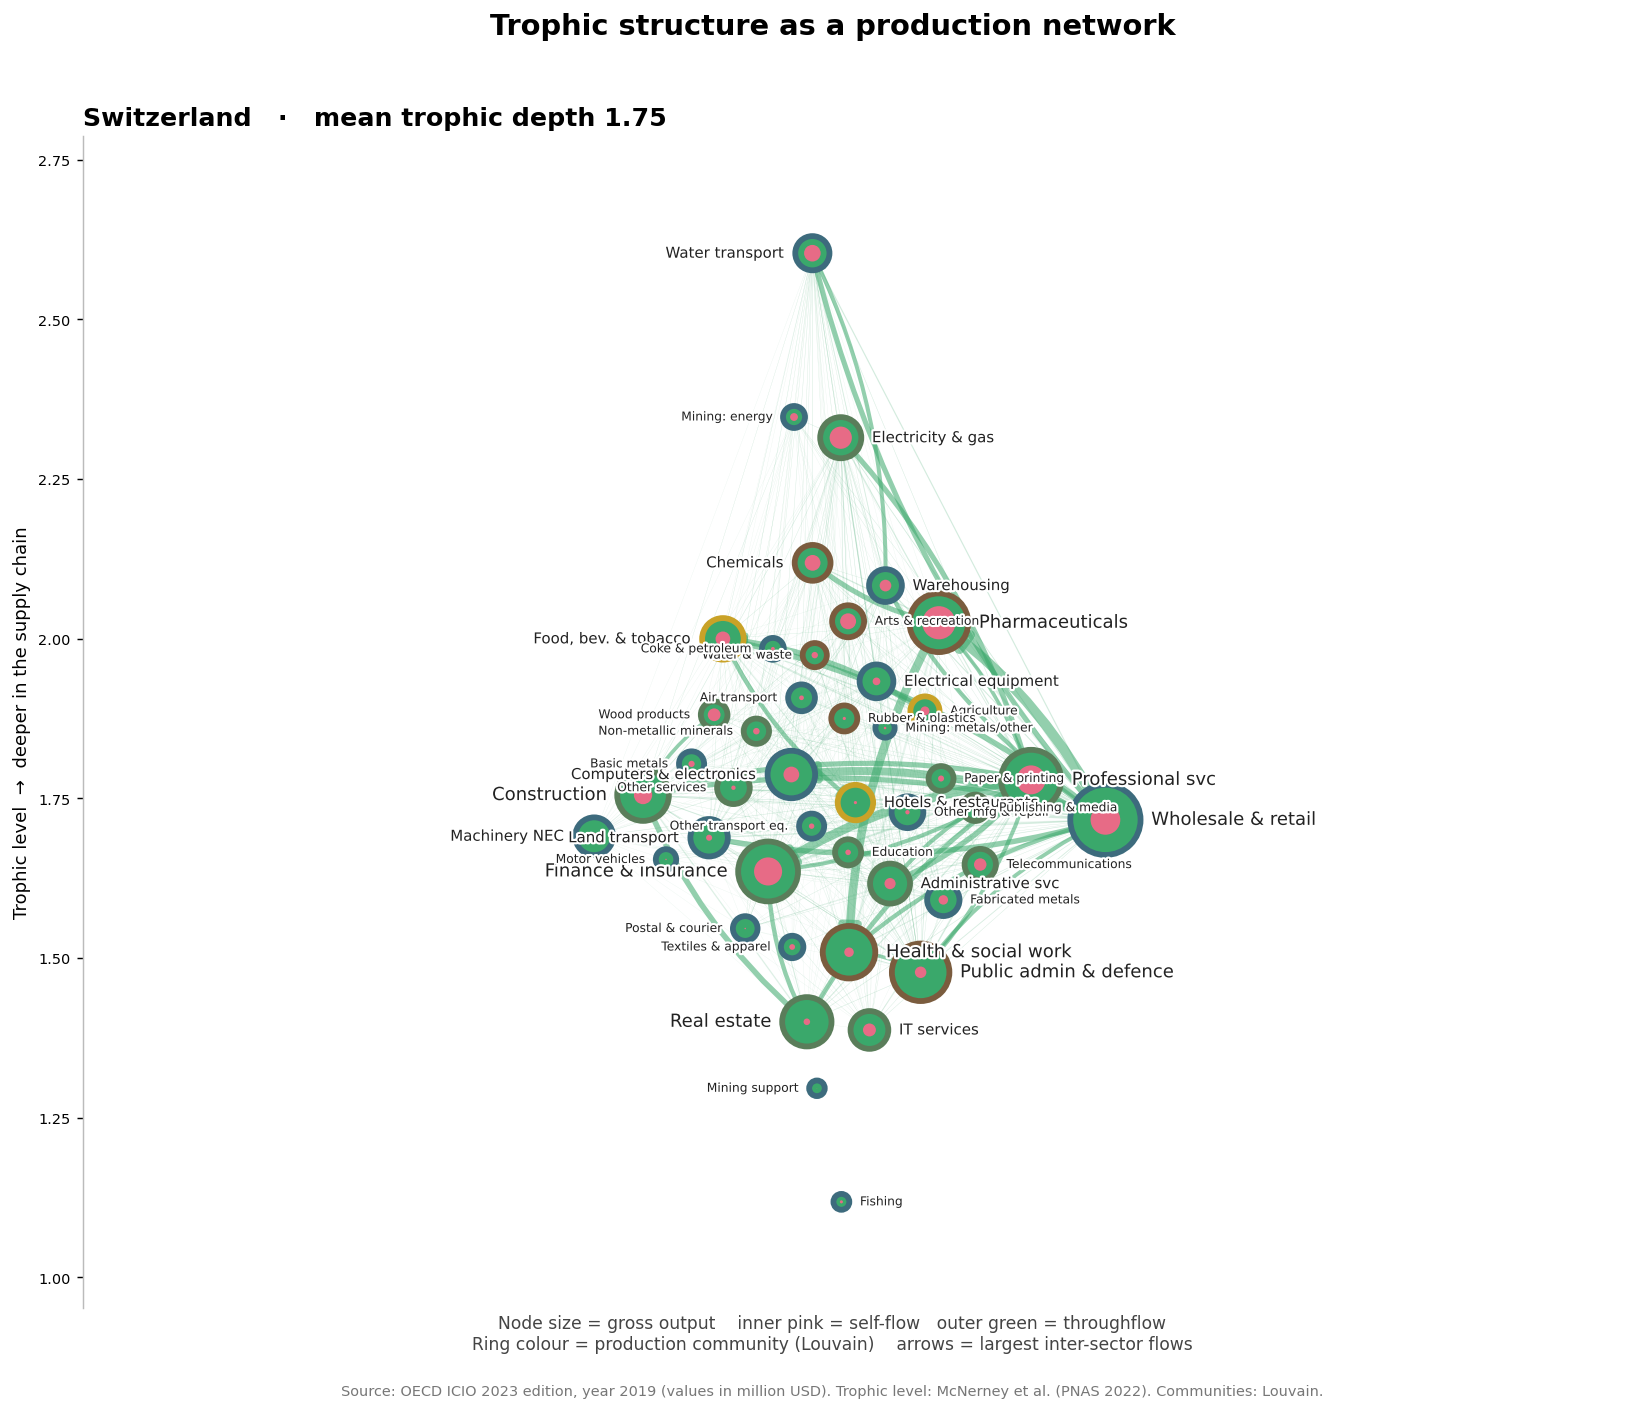 Trophic structure as a production network
Switzerland · mean trophic depth 1.75
Trophic level → deeper in the supply chain
2.75
2.50
2.25
2.00
1.75
1.50
1.25
1.00
Water transport
Mining: energy
Electricity & gas
Chemicals
Warehousing
Arts & recreation
Pharmaceuticals
Food, bev. & tobacco
Coke & petroleum
Water & waste
Electrical equipment
Air transport
Agriculture
Wood products
Rubber & plastics
Non-metallic minerals
Mining: metals/other
Basic metals
Computers & electronics
Paper & printing
Professional svc
Other services
Construction
Hotels & restaurants
Publishing & media
Other mfg & repair
Wholesale & retail
Other transport eq.
Machinery NEC
Land transport
Education
Motor vehicles
Telecommunications
Finance & insurance
Administrative svc
Fabricated metals
Postal & courier
Textiles & apparel
Health & social work
Public admin & defence
Real estate
IT services
Mining support
Fishing
Node size = gross output inner pink = self-flow outer green = throughflow
Ring colour = production community (Louvain) arrows = largest inter-sector flows
Source: OECD ICIO 2023 edition, year 2019 (values in million USD). Trophic level: McNerney et al. (PNAS 2022). Communities: Louvain.